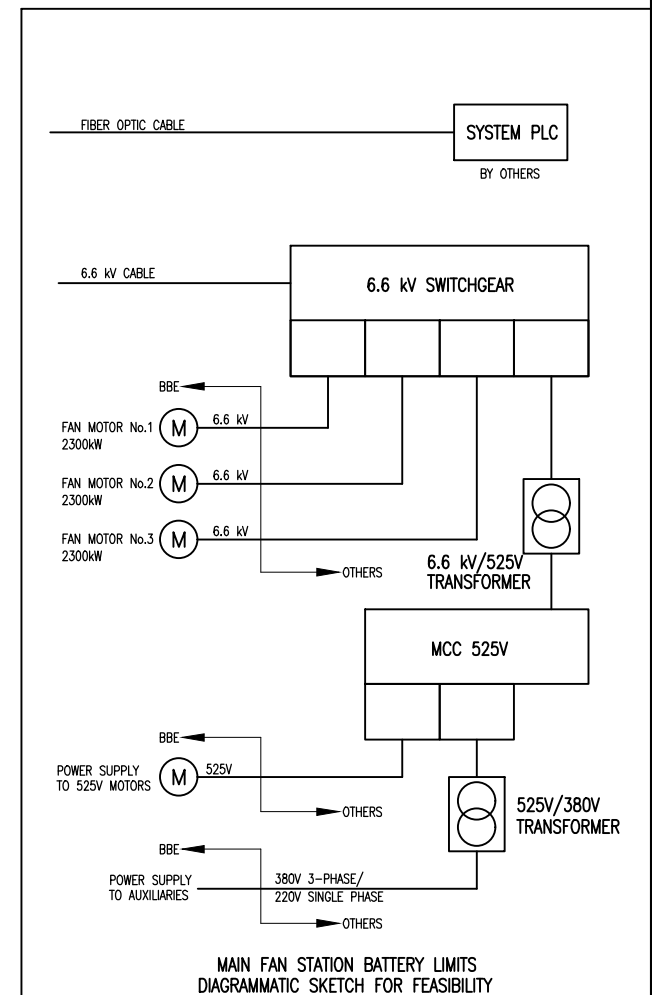 FIBER OPTIC CABLE
SYSTEM PLC
BY OTHERS
6.6 kV CABLE
6.6 kV SWITCHGEAR
BBE
FAN MOTOR No.1
2300kW
M
6.6 kV
FAN MOTOR No.2
2300kW
M
6.6 kV
FAN MOTOR No.3
2300kW
M
6.6 kV
OTHERS
6.6 kV/525V
TRANSFORMER
MCC 525V
BBE
POWER SUPPLY
TO 525V MOTORS
M
525V
OTHERS
525V/380V
TRANSFORMER
BBE
POWER SUPPLY
TO AUXILIARIES
380V 3-PHASE/
220V SINGLE PHASE
OTHERS
MAIN FAN STATION BATTERY LIMITS
DIAGRAMMATIC SKETCH FOR FEASIBILITY